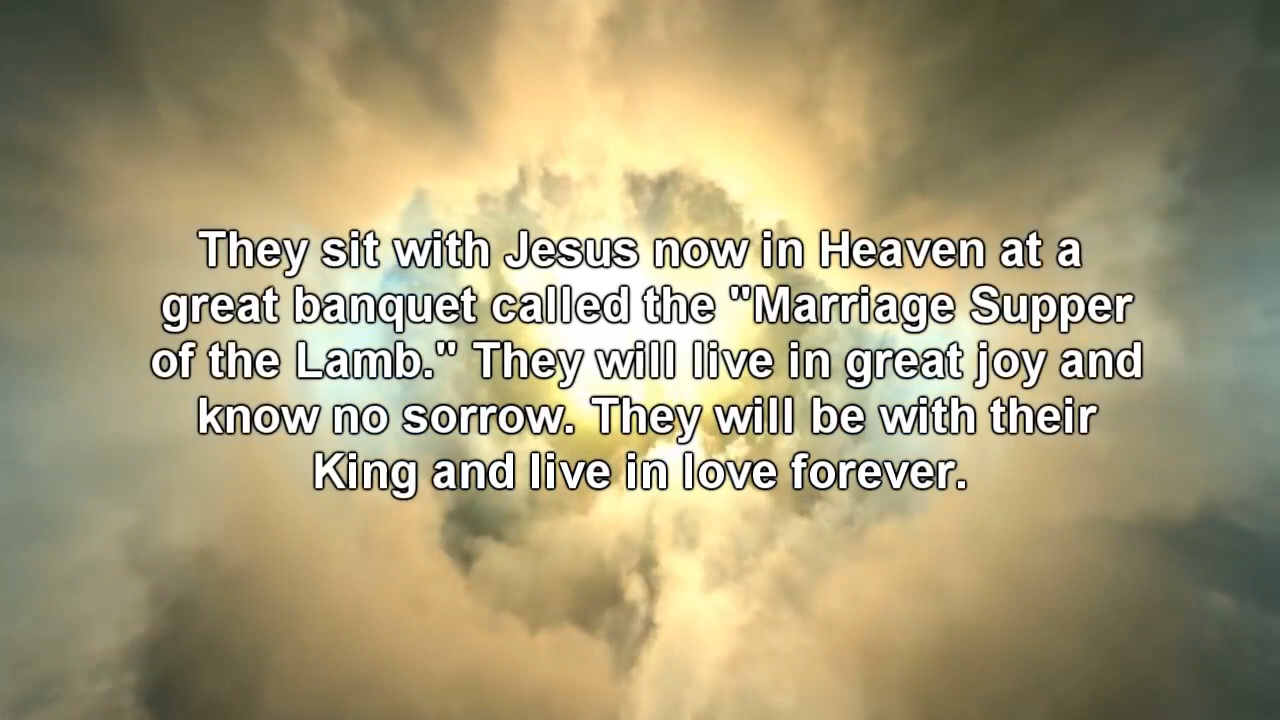 They sit with Jesus now in Heaven at a
great banquet called the "Marriage Supper
of the Lamb." They will live in great joy and
know no sorrow. They will be with their
King and live in love forever.